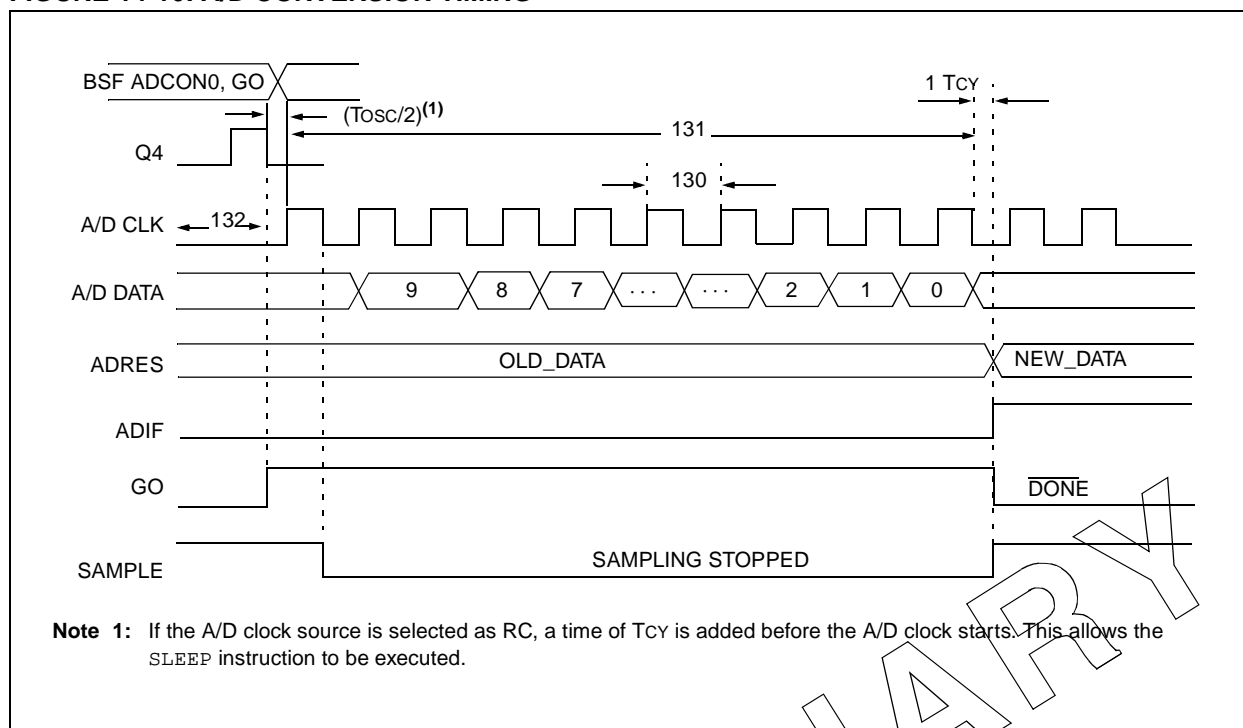 BSF ADCON0, GO
1 TCY
(TOSC/2)(1)
131
Q4
130
A/D CLK
132
A/D DATA
9 8 7 . . . . . . 2 1 0
ADRES
OLD_DATA
NEW_DATA
ADIF
GO
DONE
SAMPLE
SAMPLING STOPPED
Note 1: If the A/D clock source is selected as RC, a time of TCY is added before the A/D clock starts. This allows the
SLEEP instruction to be executed.